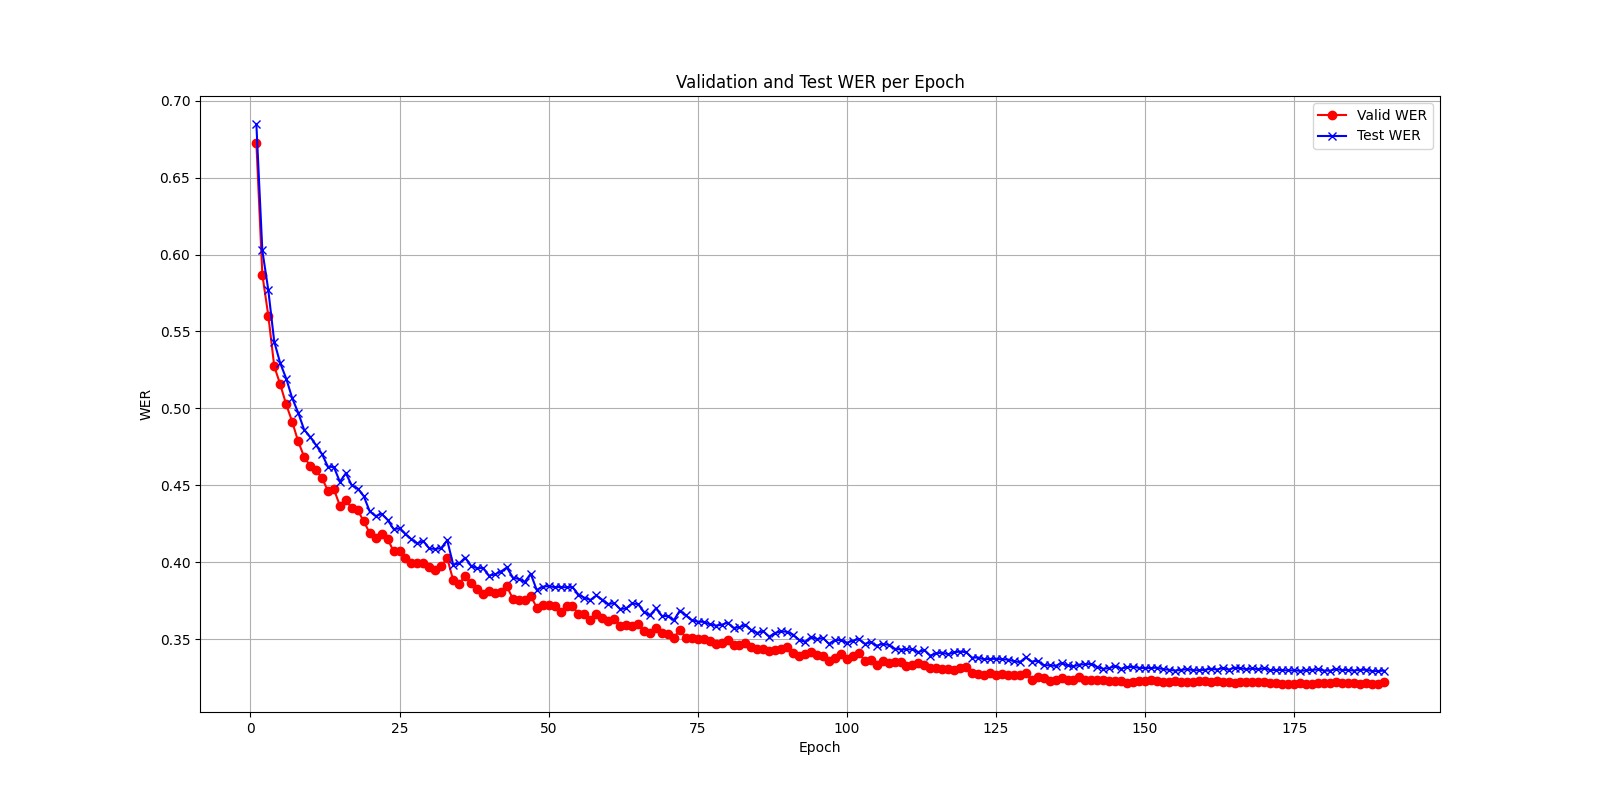 Validation and Test WER per Epoch
Valid WER
Test WER
WER
0.70
0.65
0.60
0.55
0.50
0.45
0.40
0.35
0 25 50 75 100 125 150 175
Epoch